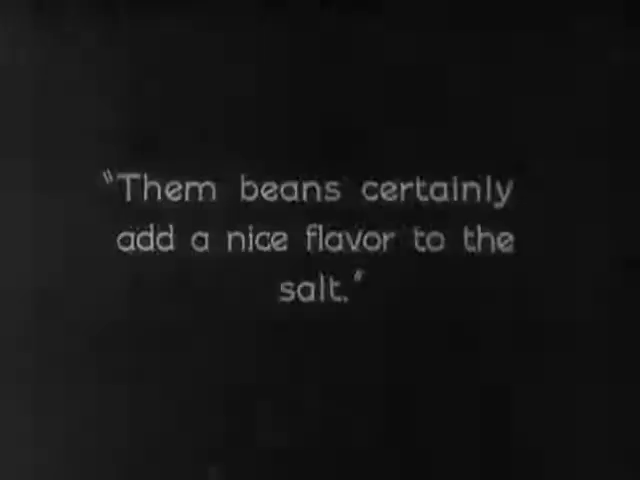 "Them beans certainly
add a nice flavor to the
salt."